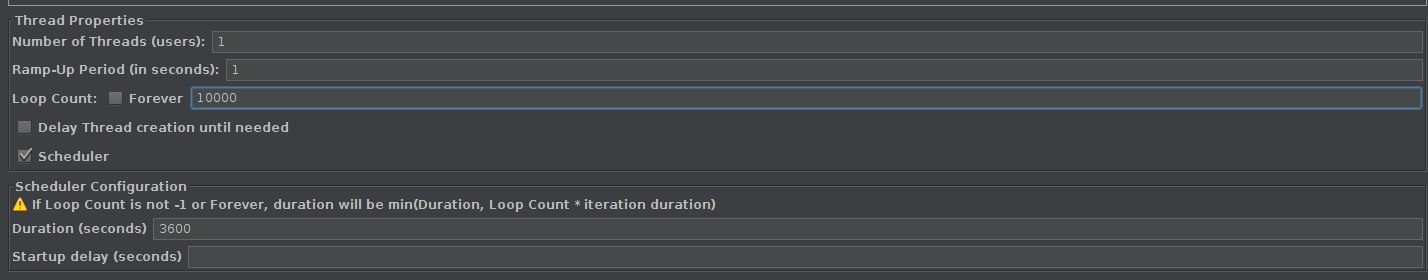 Thread Properties
Number of Threads (users): 1
Ramp-Up Period (in seconds): 1
Loop Count: Forever 10000
Delay Thread creation until needed
Scheduler
Scheduler Configuration
If Loop Count is not -1 or Forever, duration will be min(Duration, Loop Count * iteration duration)
Duration (seconds) 3600
Startup delay (seconds)